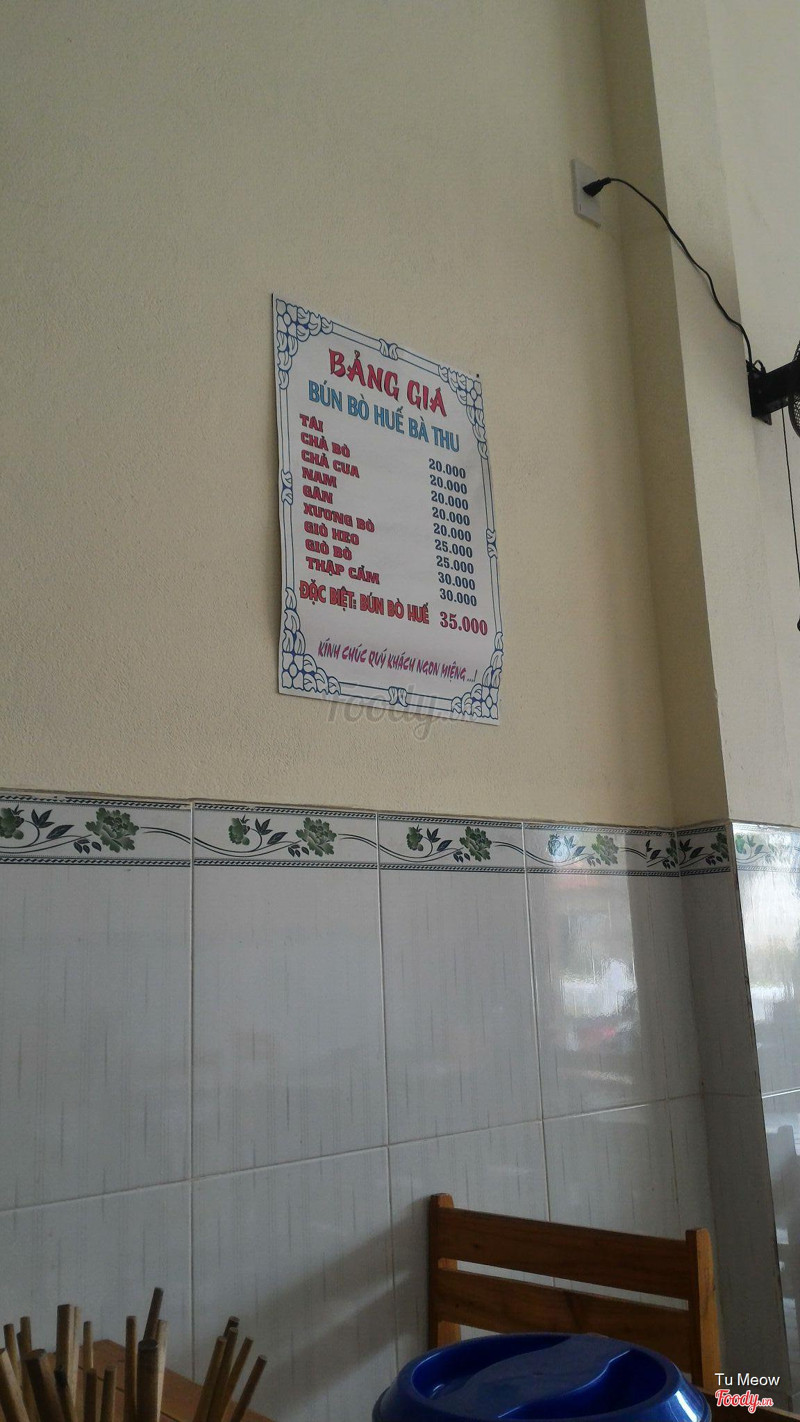 BẢNG GIÁ
BÚN BÒ HUẾ BÀ THU
TÁI 20.000
CHẢ BÒ 20.000
CHẢ CUA 20.000
NẠM 20.000
GÂN 20.000
XƯƠNG BÒ 25.000
GIÒ HEO 25.000
GIÒ BÒ 30.000
THẬP CẨM 30.000
ĐẶC BIỆT: BÚN BÒ HUẾ 35.000
KÍNH CHÚC QUÝ KHÁCH NGON MIỆNG...!
Foody.vn
Tu Meow
Foody.vn